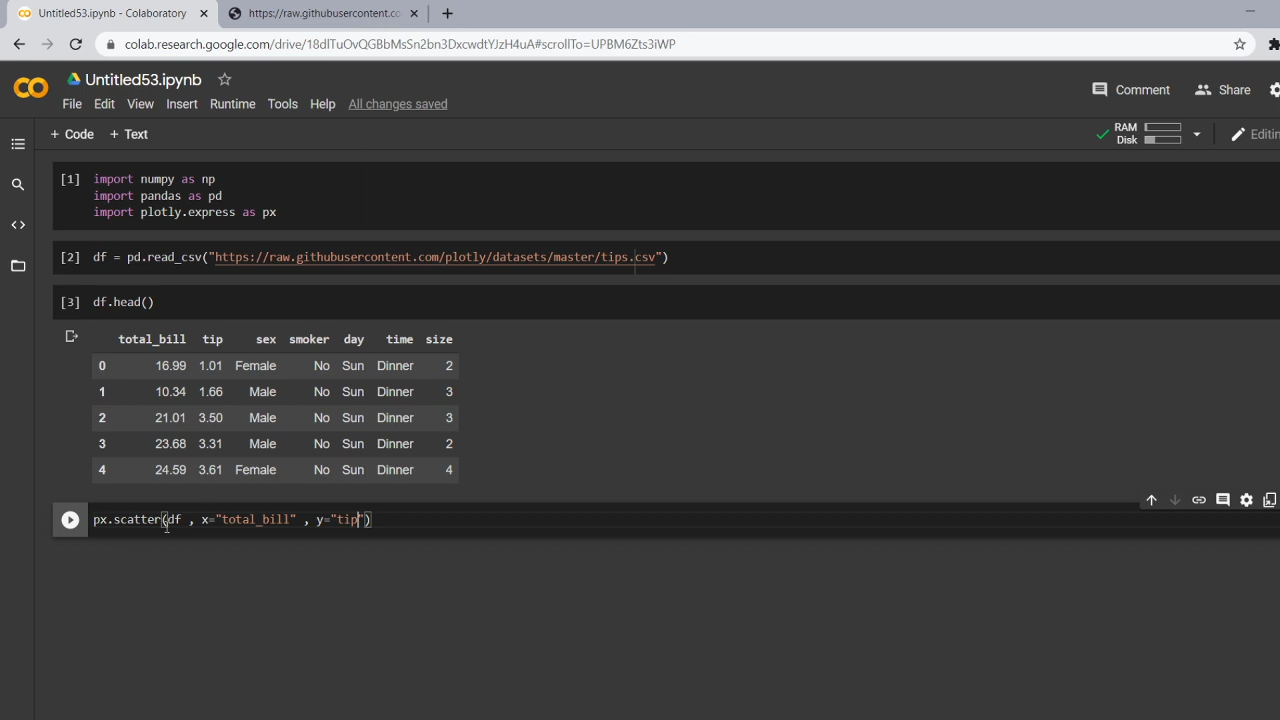 Untitled53.ipynb - Colaboratory
https://raw.githubusercontent.co
colab.research.google.com/drive/18dlTuOvQGBbMsSn2bn3DxcwdtYJzH4uA#scrollTo=UPBM6Zts3iWP
Untitled53.ipynb
Comment Share
File Edit View Insert Runtime Tools Help All changes saved
+ Code + Text
RAM
Disk
Editin
[1] import numpy as np
import pandas as pd
import plotly.express as px
[2] df = pd.read_csv("https://raw.githubusercontent.com/plotly/datasets/master/tips.csv")
[3] df.head()
total_bill tip sex smoker day time size
0 16.99 1.01 Female No Sun Dinner 2
1 10.34 1.66 Male No Sun Dinner 3
2 21.01 3.50 Male No Sun Dinner 3
3 23.68 3.31 Male No Sun Dinner 2
4 24.59 3.61 Female No Sun Dinner 4
px.scatter(df , x="total_bill" , y="tip")